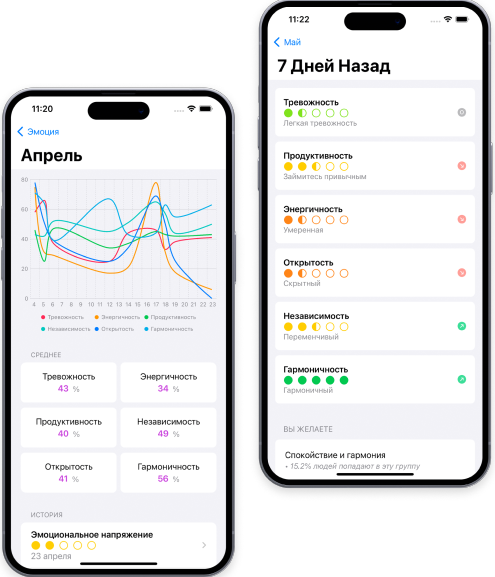 11:20
Эмоция
Апрель
80
60
40
20
0
4 5 6 7 8 9 10 11 12 13 14 15 16 17 18 19 20 21 22 23
Тревожность Энергичность Продуктивность
Независимость Открытость Гармоничность
СРЕДНЕЕ
Тревожность Энергичность
43 % 34 %
Продуктивность Независимость
40 % 49 %
Открытость Гармоничность
41 % 56 %
ИСТОРИЯ
Эмоциональное напряжение
23 апреля
11:22
Май
7 Дней Назад
Тревожность
Легкая тревожность
Продуктивность
Займитесь привычным
Энергичность
Умеренная
Открытость
Скрытный
Независимость
Переменчивый
Гармоничность
Гармоничный
ВЫ ЖЕЛАЕТЕ
Спокойствие и гармония
• 15.2% людей попадают в эту группу